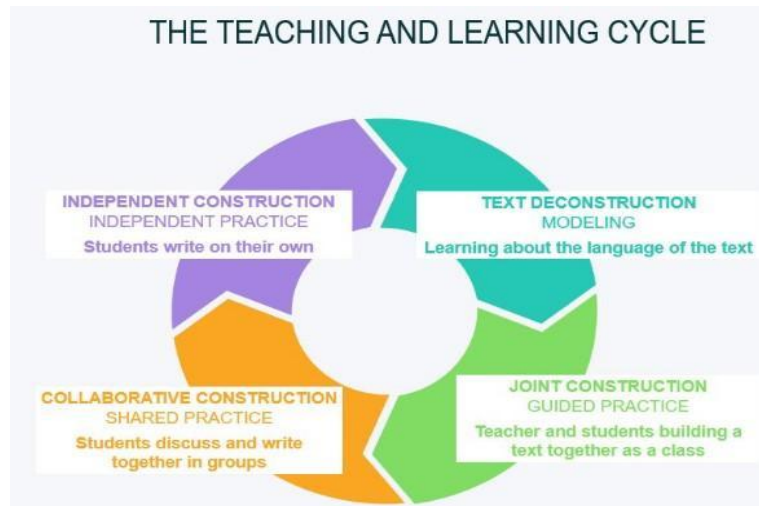 THE TEACHING AND LEARNING CYCLE
INDEPENDENT CONSTRUCTION
INDEPENDENT PRACTICE
Students write on their own
TEXT DECONSTRUCTION
MODELING
Learning about the language of the text
COLLABORATIVE CONSTRUCTION
SHARED PRACTICE
Students discuss and write
together in groups
JOINT CONSTRUCTION
GUIDED PRACTICE
Teacher and students building a
text together as a class